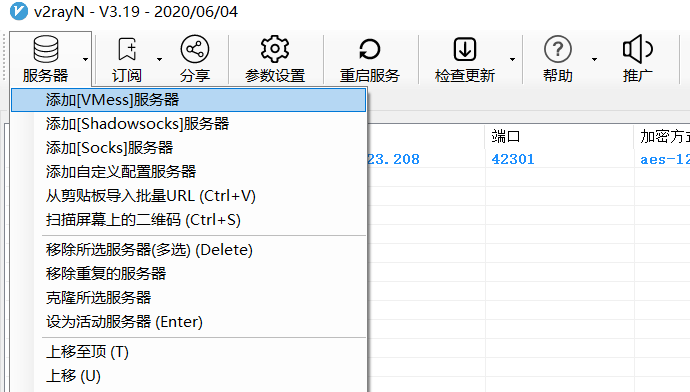 v2rayN - V3.19 - 2020/06/04
服务器 订阅 分享 参数设置 重启服务 检查更新 帮助 推广
添加[VMess]服务器
添加[Shadowsocks]服务器 端口 加密方式
添加[Socks]服务器 23.208 42301 aes-12
添加自定义配置服务器
从剪贴板导入批量URL (Ctrl+V)
扫描屏幕上的二维码 (Ctrl+S)
移除所选服务器(多选) (Delete)
移除重复的服务器
克隆所选服务器
设为活动服务器 (Enter)
上移至顶 (T)
上移 (U)